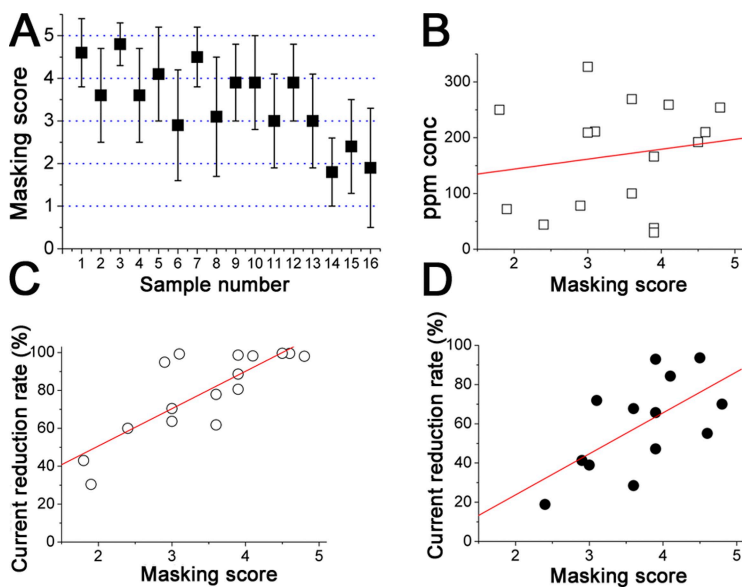 A
Masking score
5
4
3
2
1
0
1 2 3 4 5 6 7 8 9 10 11 12 13 14 15 16
Sample number
B
ppm conc
300
200
100
0
2 3 4 5
Masking score
C
Current reduction rate (%)
100
80
60
40
20
0
2 3 4 5
Masking score
D
Current reduction rate (%)
100
80
60
40
20
0
2 3 4 5
Masking score